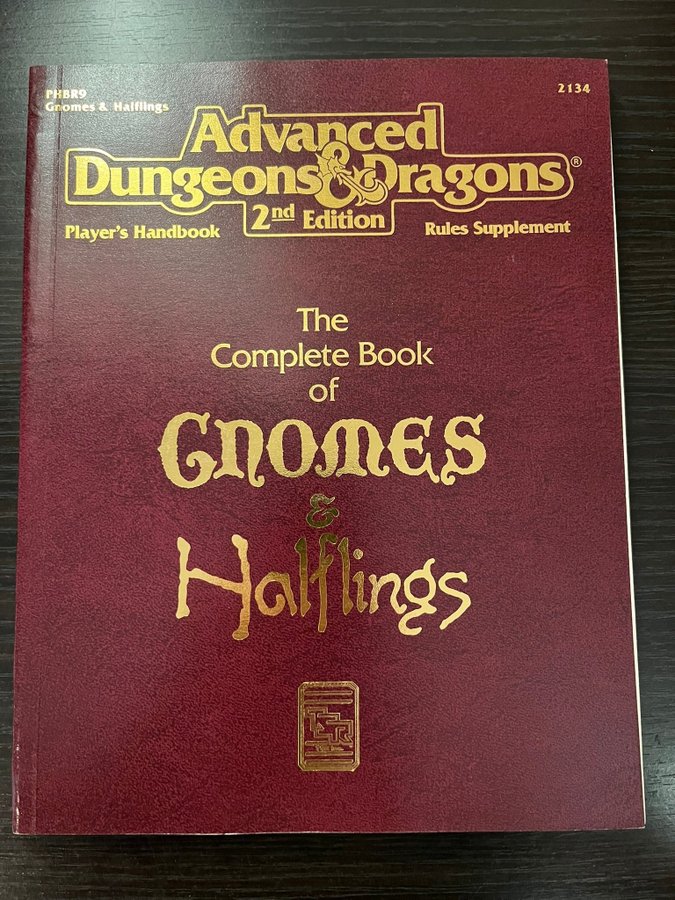 PHBR9
Gnomes & Halflings
2134
Advanced
Dungeons & Dragons®
2nd Edition
Player's Handbook
Rules Supplement
The
Complete Book
of
Gnomes
&
Halflings
TSR